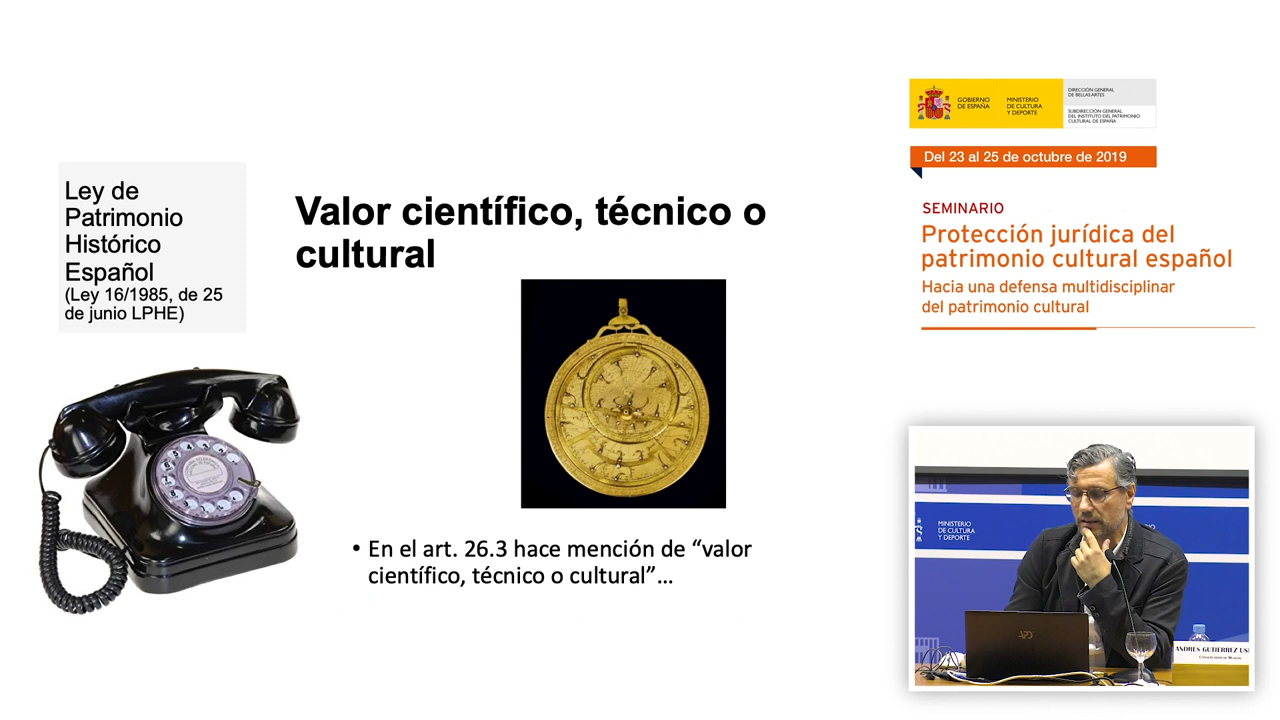 Ley de
Patrimonio
Histórico
Español
(Ley 16/1985, de 25
de junio LPHE)
Valor científico, técnico o
cultural
• En el art. 26.3 hace mención de “valor
científico, técnico o cultural”...
GOBIERNO
DE ESPAÑA
MINISTERIO
DE CULTURA
Y DEPORTE
DIRECCIÓN GENERAL
DE BELLAS ARTES
SUBDIRECCIÓN GENERAL
DEL INSTITUTO DEL PATRIMONIO
CULTURAL DE ESPAÑA
Del 23 al 25 de octubre de 2019
SEMINARIO
Protección jurídica del
patrimonio cultural español
Hacia una defensa multidisciplinar
del patrimonio cultural
MINISTERIO
DE CULTURA
Y DEPORTE
ANDRÉS GUTIÉRREZ US
CONSERVADOR DE MUSEOS